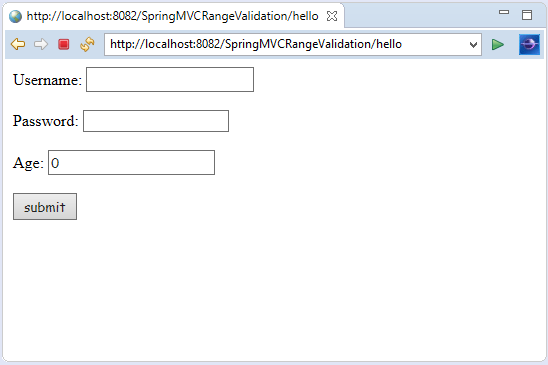 http://localhost:8082/SpringMVCRangeValidation/hello
http://localhost:8082/SpringMVCRangeValidation/hello
Username:
Password:
Age: 0
submit